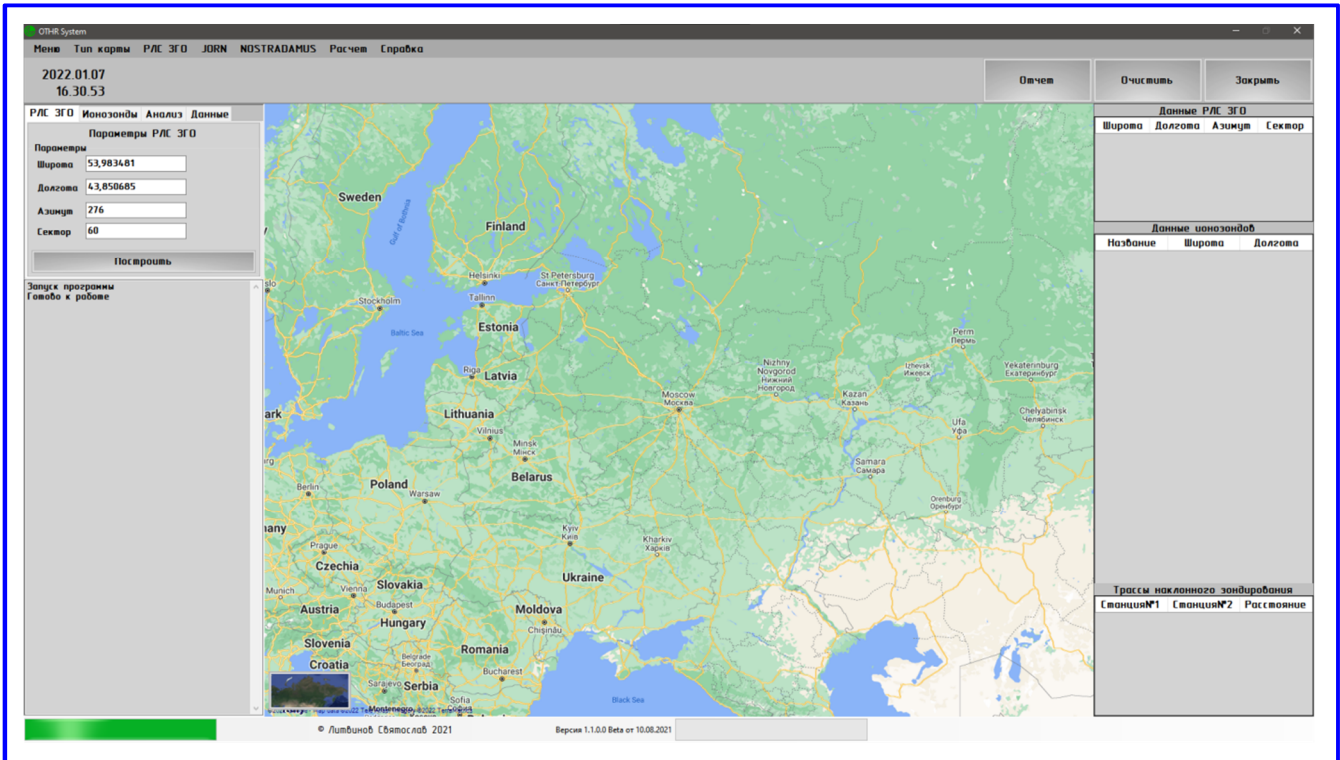 OTHR System
Меню Тип карты РЛС ЗГО JORN NOSTRADAMUS Расчет Справка
2022.01.07
16.30.53
Отчет Очистить Закрыть
РЛС ЗГО Ионозонды Анализ Данные
Параметры РЛС ЗГО
Параметры
Широта 53,983481
Долгота 43,850685
Азимут 276
Сектор 60
Построить
Запуск программы
Готово к работе
Sweden
Gulf of Bothnia
Finland
Helsinki
St Petersburg
Санкт-Петербург
slo
Stockholm
Tallinn
Baltic Sea
Estonia
Perm
Пермь
Riga
Latvia
Nizhny
Novgorod
Нижний
Новгород
Izhevsk
Ижевск
Yekaterinburg
Екатеринбург
Moscow
Москва
Kazan
Казань
ark
Lithuania
Chelyabinsk
Челябинск
Vilnius
Ufa
Уфа
Minsk
Мінск
Samara
Самара
Berlin
Poland
Warsaw
Belarus
Orenburg
Оренбург
Kyiv
Київ
Kharkiv
Харків
Prague
Czechia
Ukraine
Munich
Vienna
Slovakia
Austria
Budapest
Hungary
Moldova
Chișinău
Slovenia
Croatia
Belgrade
Београд
Romania
Bucharest
Sarajevo
Serbia
Sofia
София
Montenegro
Black Sea
Данные РЛС ЗГО
Широта Долгота Азимут Сектор
Данные ионозондов
Название Широта Долгота
Трассы наклонного зондирования
Станция№1 Станция№2 Расстояние
© Литвинов Святослав 2021
Версия 1.1.0.0 Beta от 10.08.2021